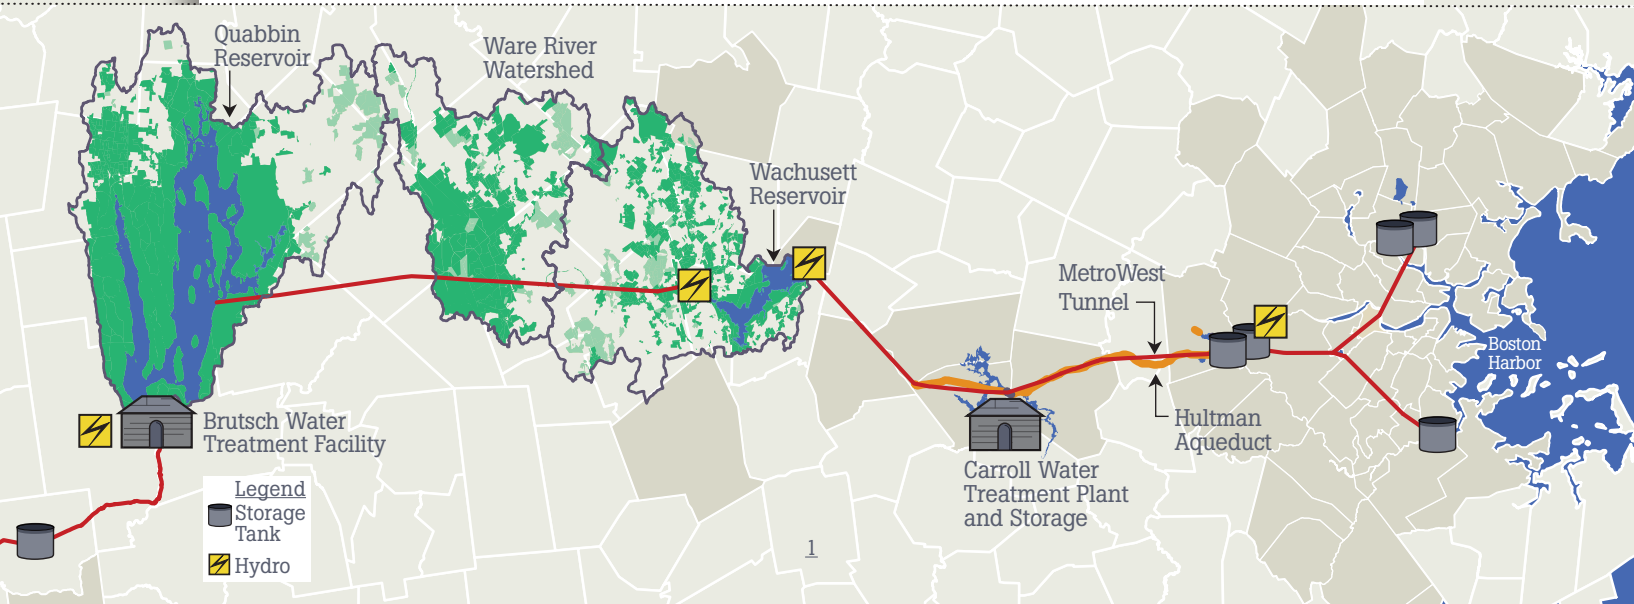 Quabbin
Reservoir
Ware River
Watershed
Wachusett
Reservoir
MetroWest
Tunnel
Boston
Harbor
Hultman
Aqueduct
Brutsch Water
Treatment Facility
Carroll Water
Treatment Plant
and Storage
Legend
Storage
Tank
Hydro
1